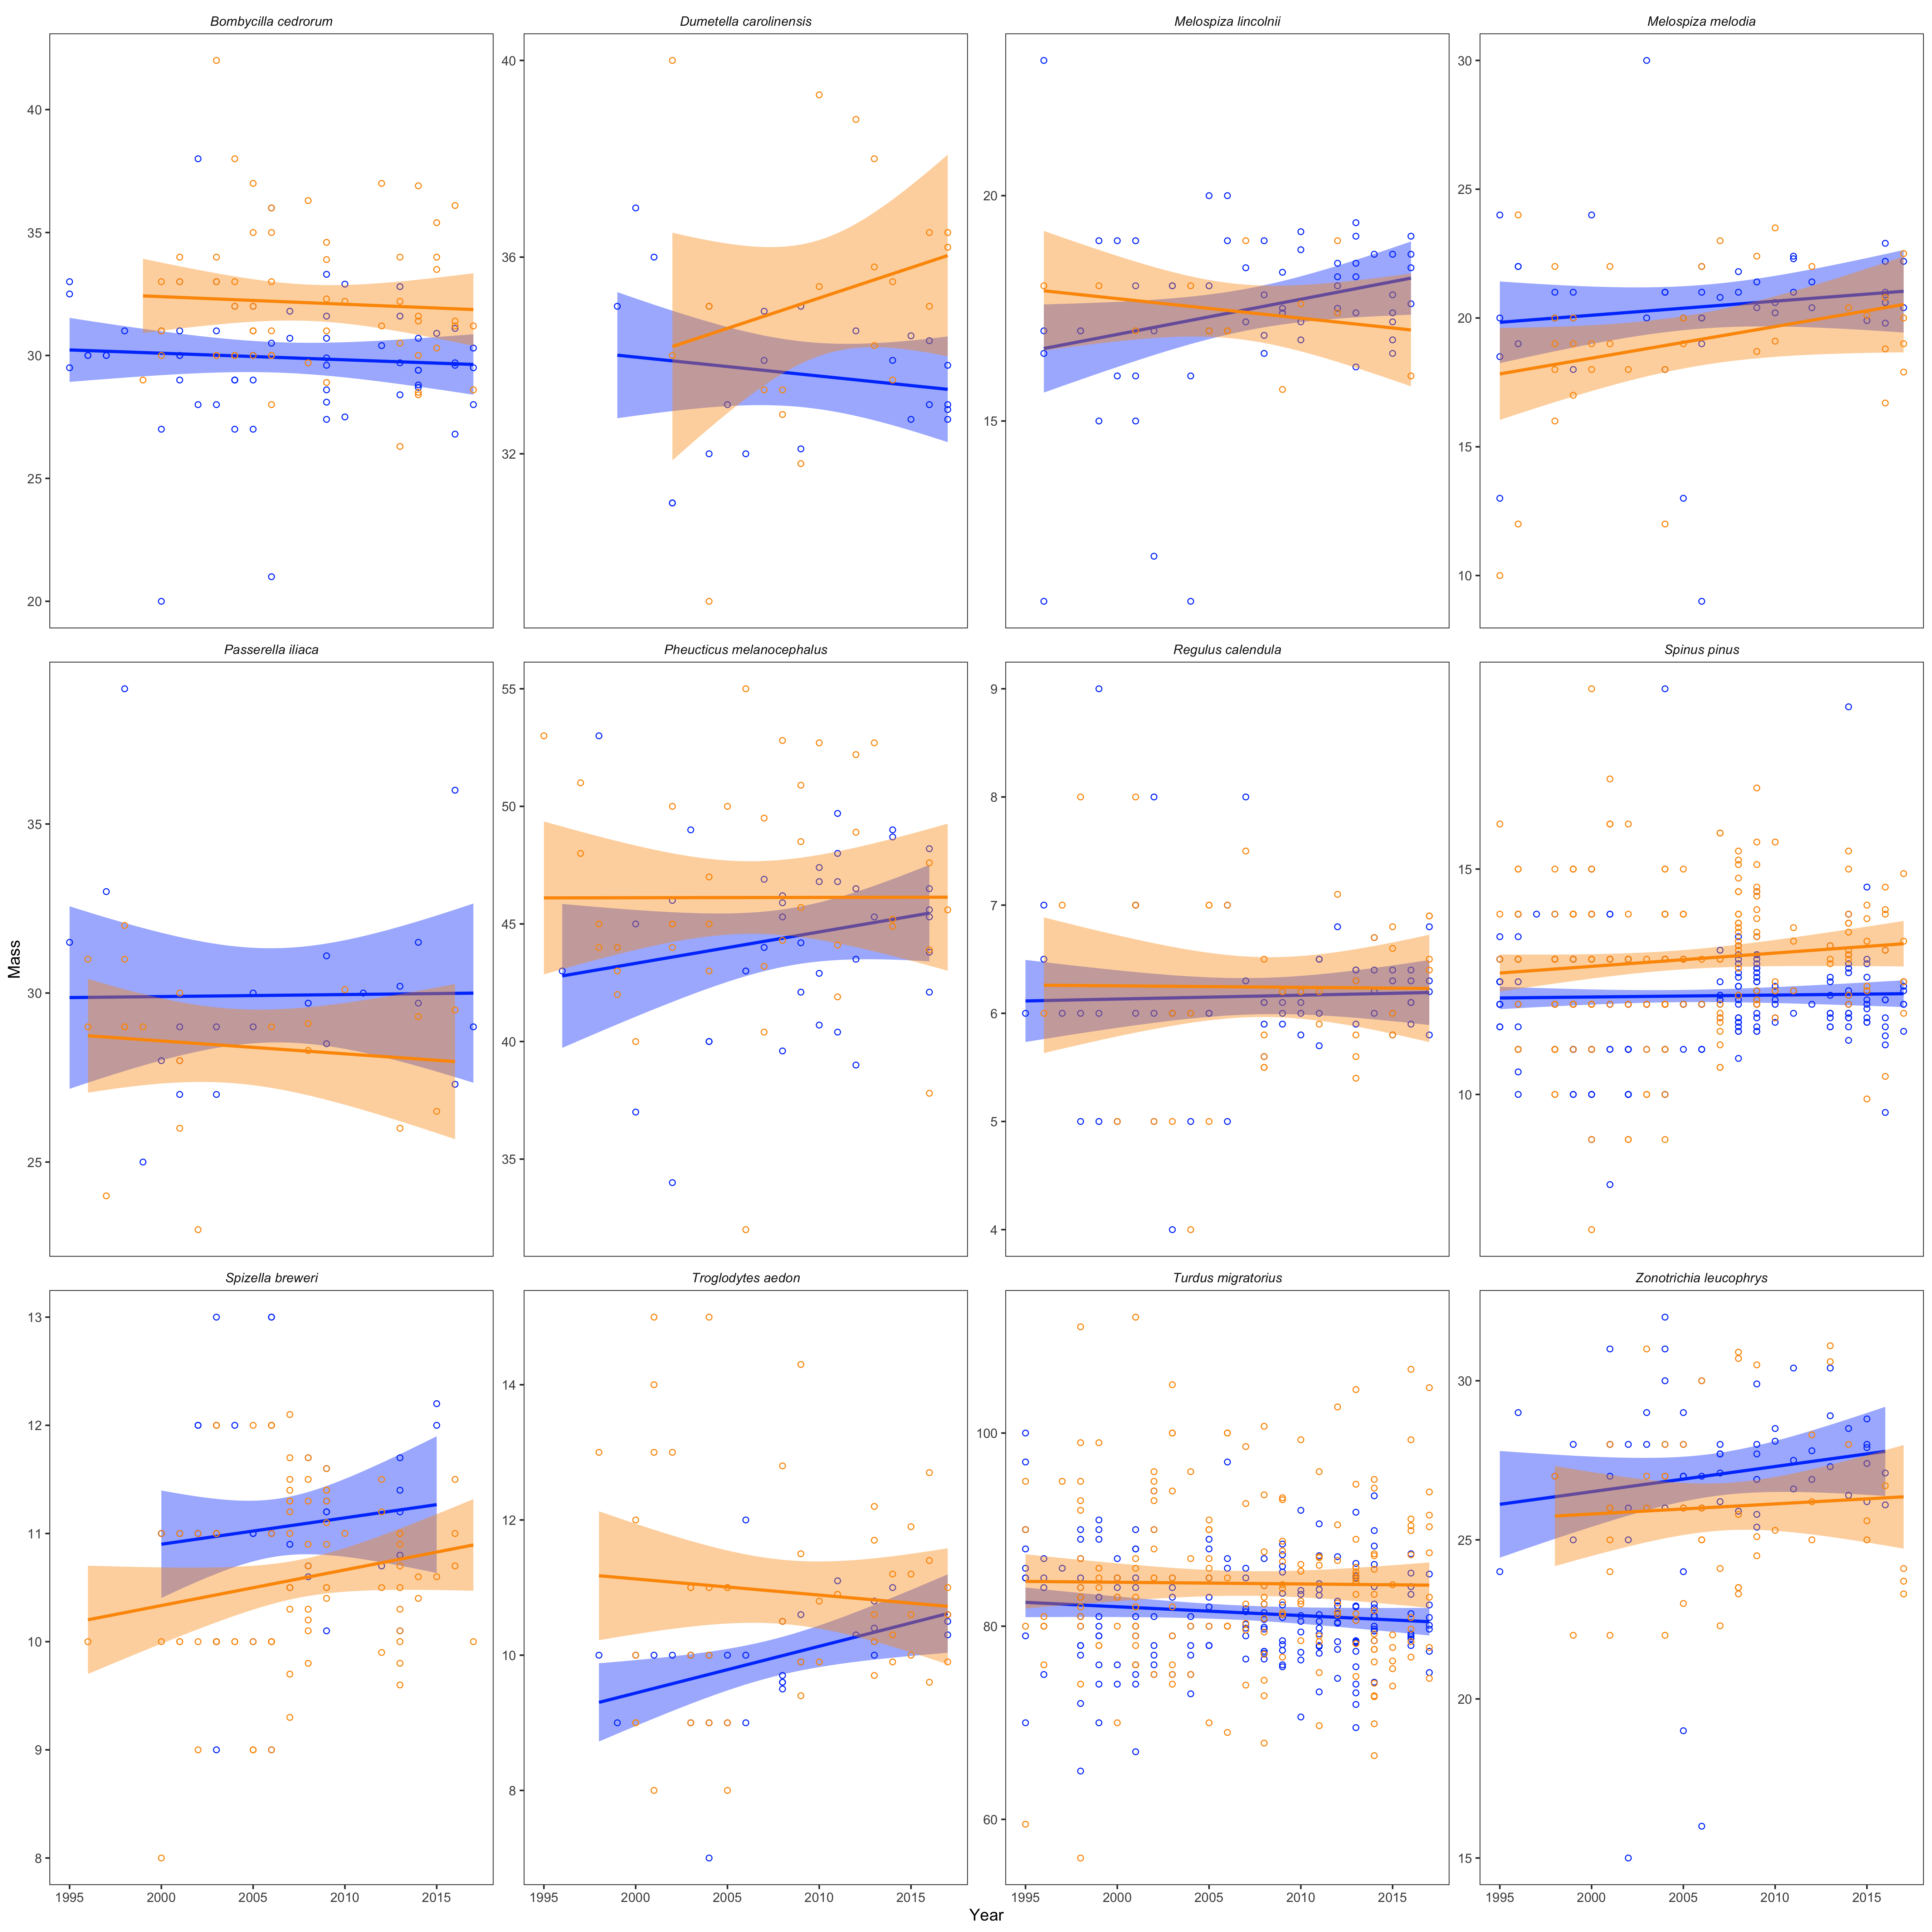 Bombycilla cedrorum
Dumetella carolinensis
Melospiza lincolnii
Melospiza melodia
40
35
30
25
20
40
36
32
20
15
30
25
20
15
10
Passerella iliaca
Pheucticus melanocephalus
Regulus calendula
Spinus pinus
Mass
35
30
25
55
50
45
40
35
9
8
7
6
5
4
15
10
Spizella breweri
Troglodytes aedon
Turdus migratorius
Zonotrichia leucophrys
13
12
11
10
9
8
14
12
10
8
100
80
60
30
25
20
15
1995 2000 2005 2010 2015
1995 2000 2005 2010 2015
1995 2000 2005 2010 2015
1995 2000 2005 2010 2015
Year